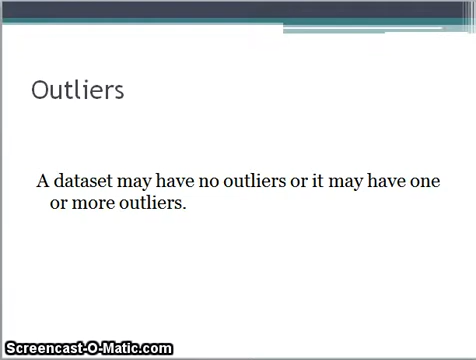 Outliers
A dataset may have no outliers or it may have one
or more outliers.
Screencast-O-Matic.com